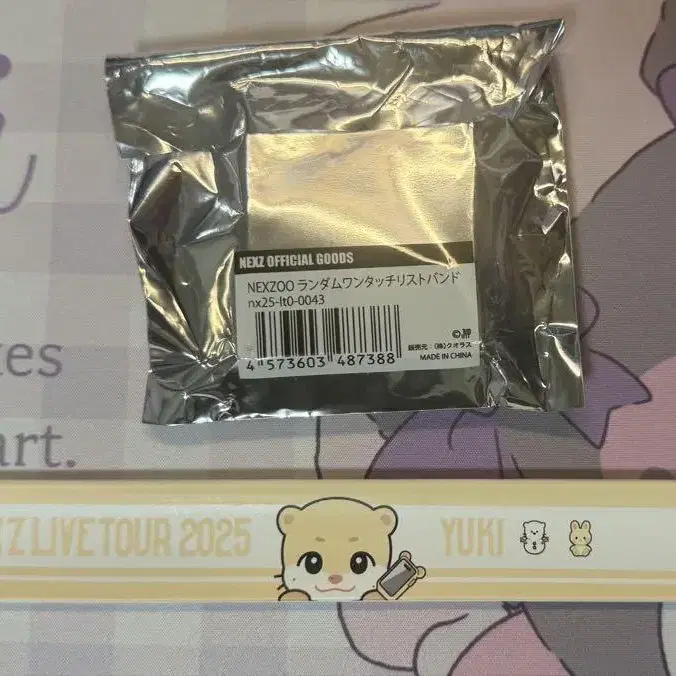 NEXZ OFFICIAL GOODS
NEXZOO ランダムワンタッチリストバンド
nx25-lt0-0043
4 573603 487388
販売元:(株)クオラス
MADE IN CHINA
art.
Z LIVE TOUR 2025
YUKI